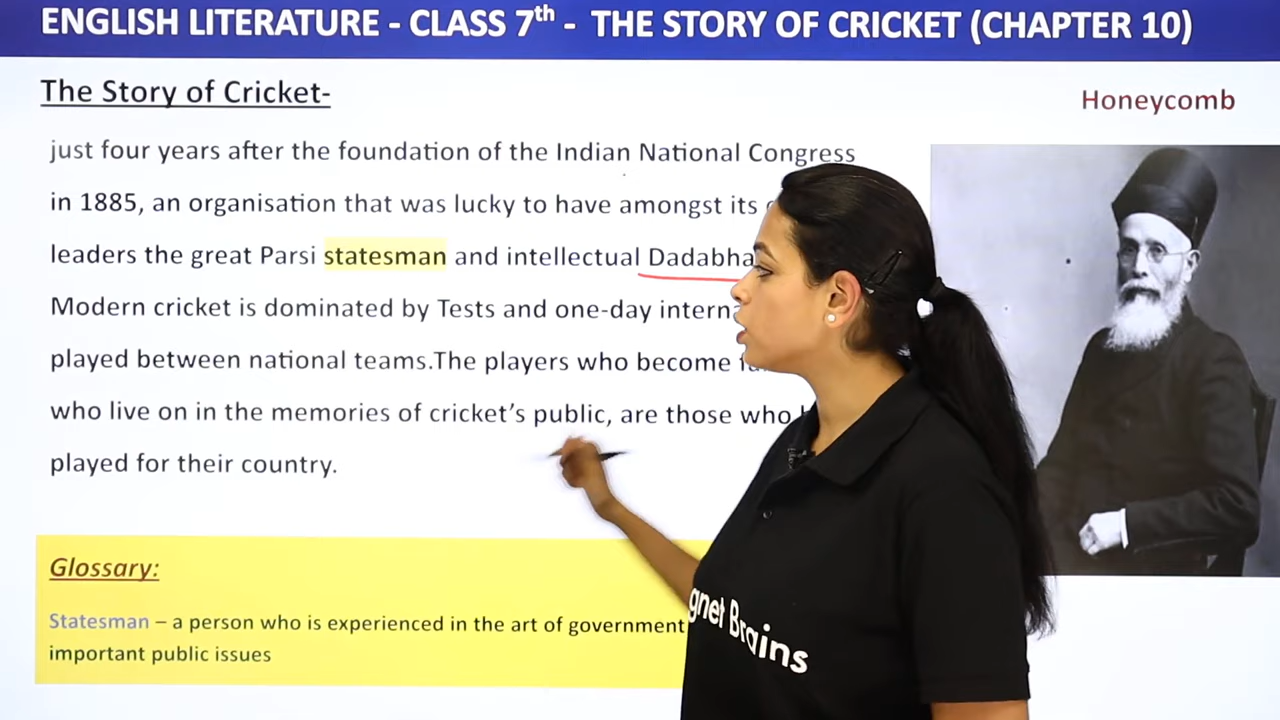 ENGLISH LITERATURE - CLASS 7th - THE STORY OF CRICKET (CHAPTER 10)
The Story of Cricket-
Honeycomb
just four years after the foundation of the Indian National Congress
in 1885, an organisation that was lucky to have amongst its
leaders the great Parsi statesman and intellectual Dadabha
Modern cricket is dominated by Tests and one-day interna
played between national teams.The players who become
who live on in the memories of cricket’s public, are those who
played for their country.
Glossary:
Statesman – a person who is experienced in the art of government
important public issues
gnet Brains